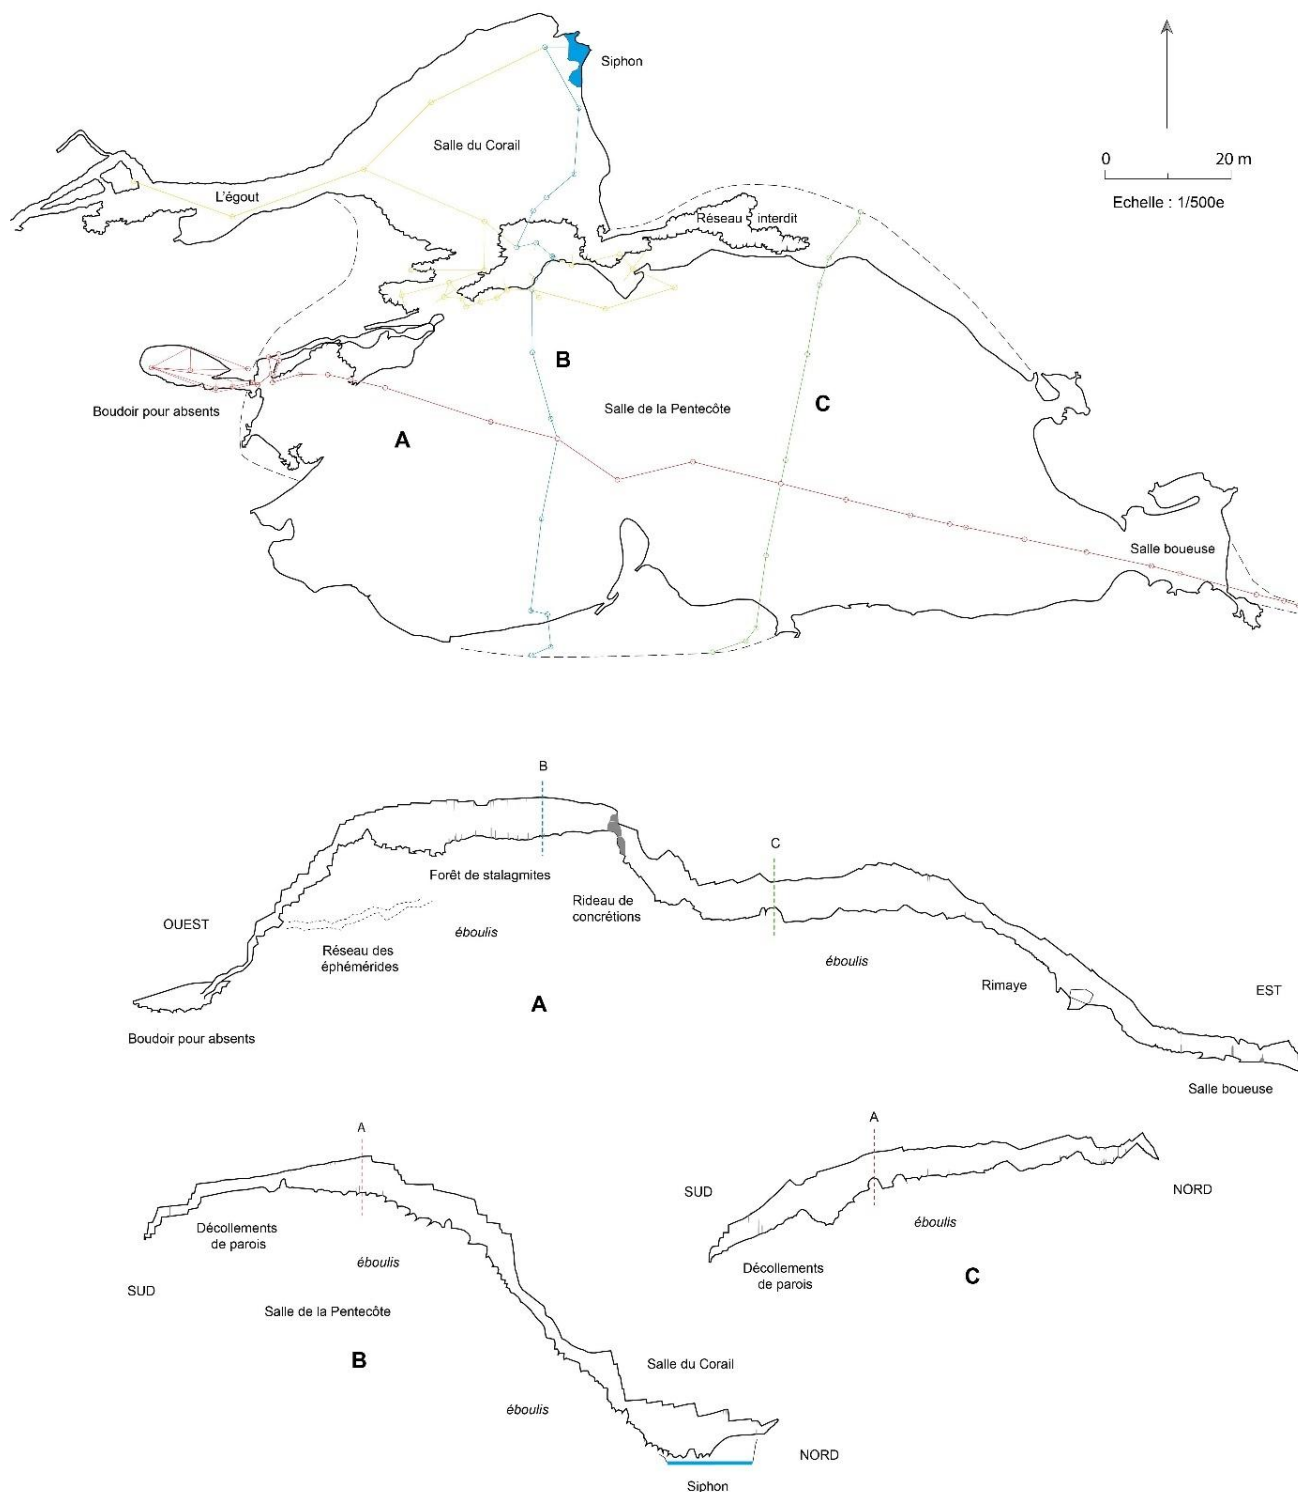 Siphon
Salle du Corail
0 20 m
Echelle : 1/500e
L'égout
Réseau interdit
B
Salle de la Pentecôte
C
Boudoir pour absents
A
Salle boueuse
B
C
Forêt de stalagmites
Rideau de
concrétions
OUEST
éboulis
Réseau des
éphémérides
éboulis
Rimaye
EST
A
Boudoir pour absents
Salle boueuse
A
A
SUD
NORD
Décollements
de parois
éboulis
éboulis
Décollements
de parois
C
SUD
Salle de la Pentecôte
B
Salle du Corail
éboulis
NORD
Siphon